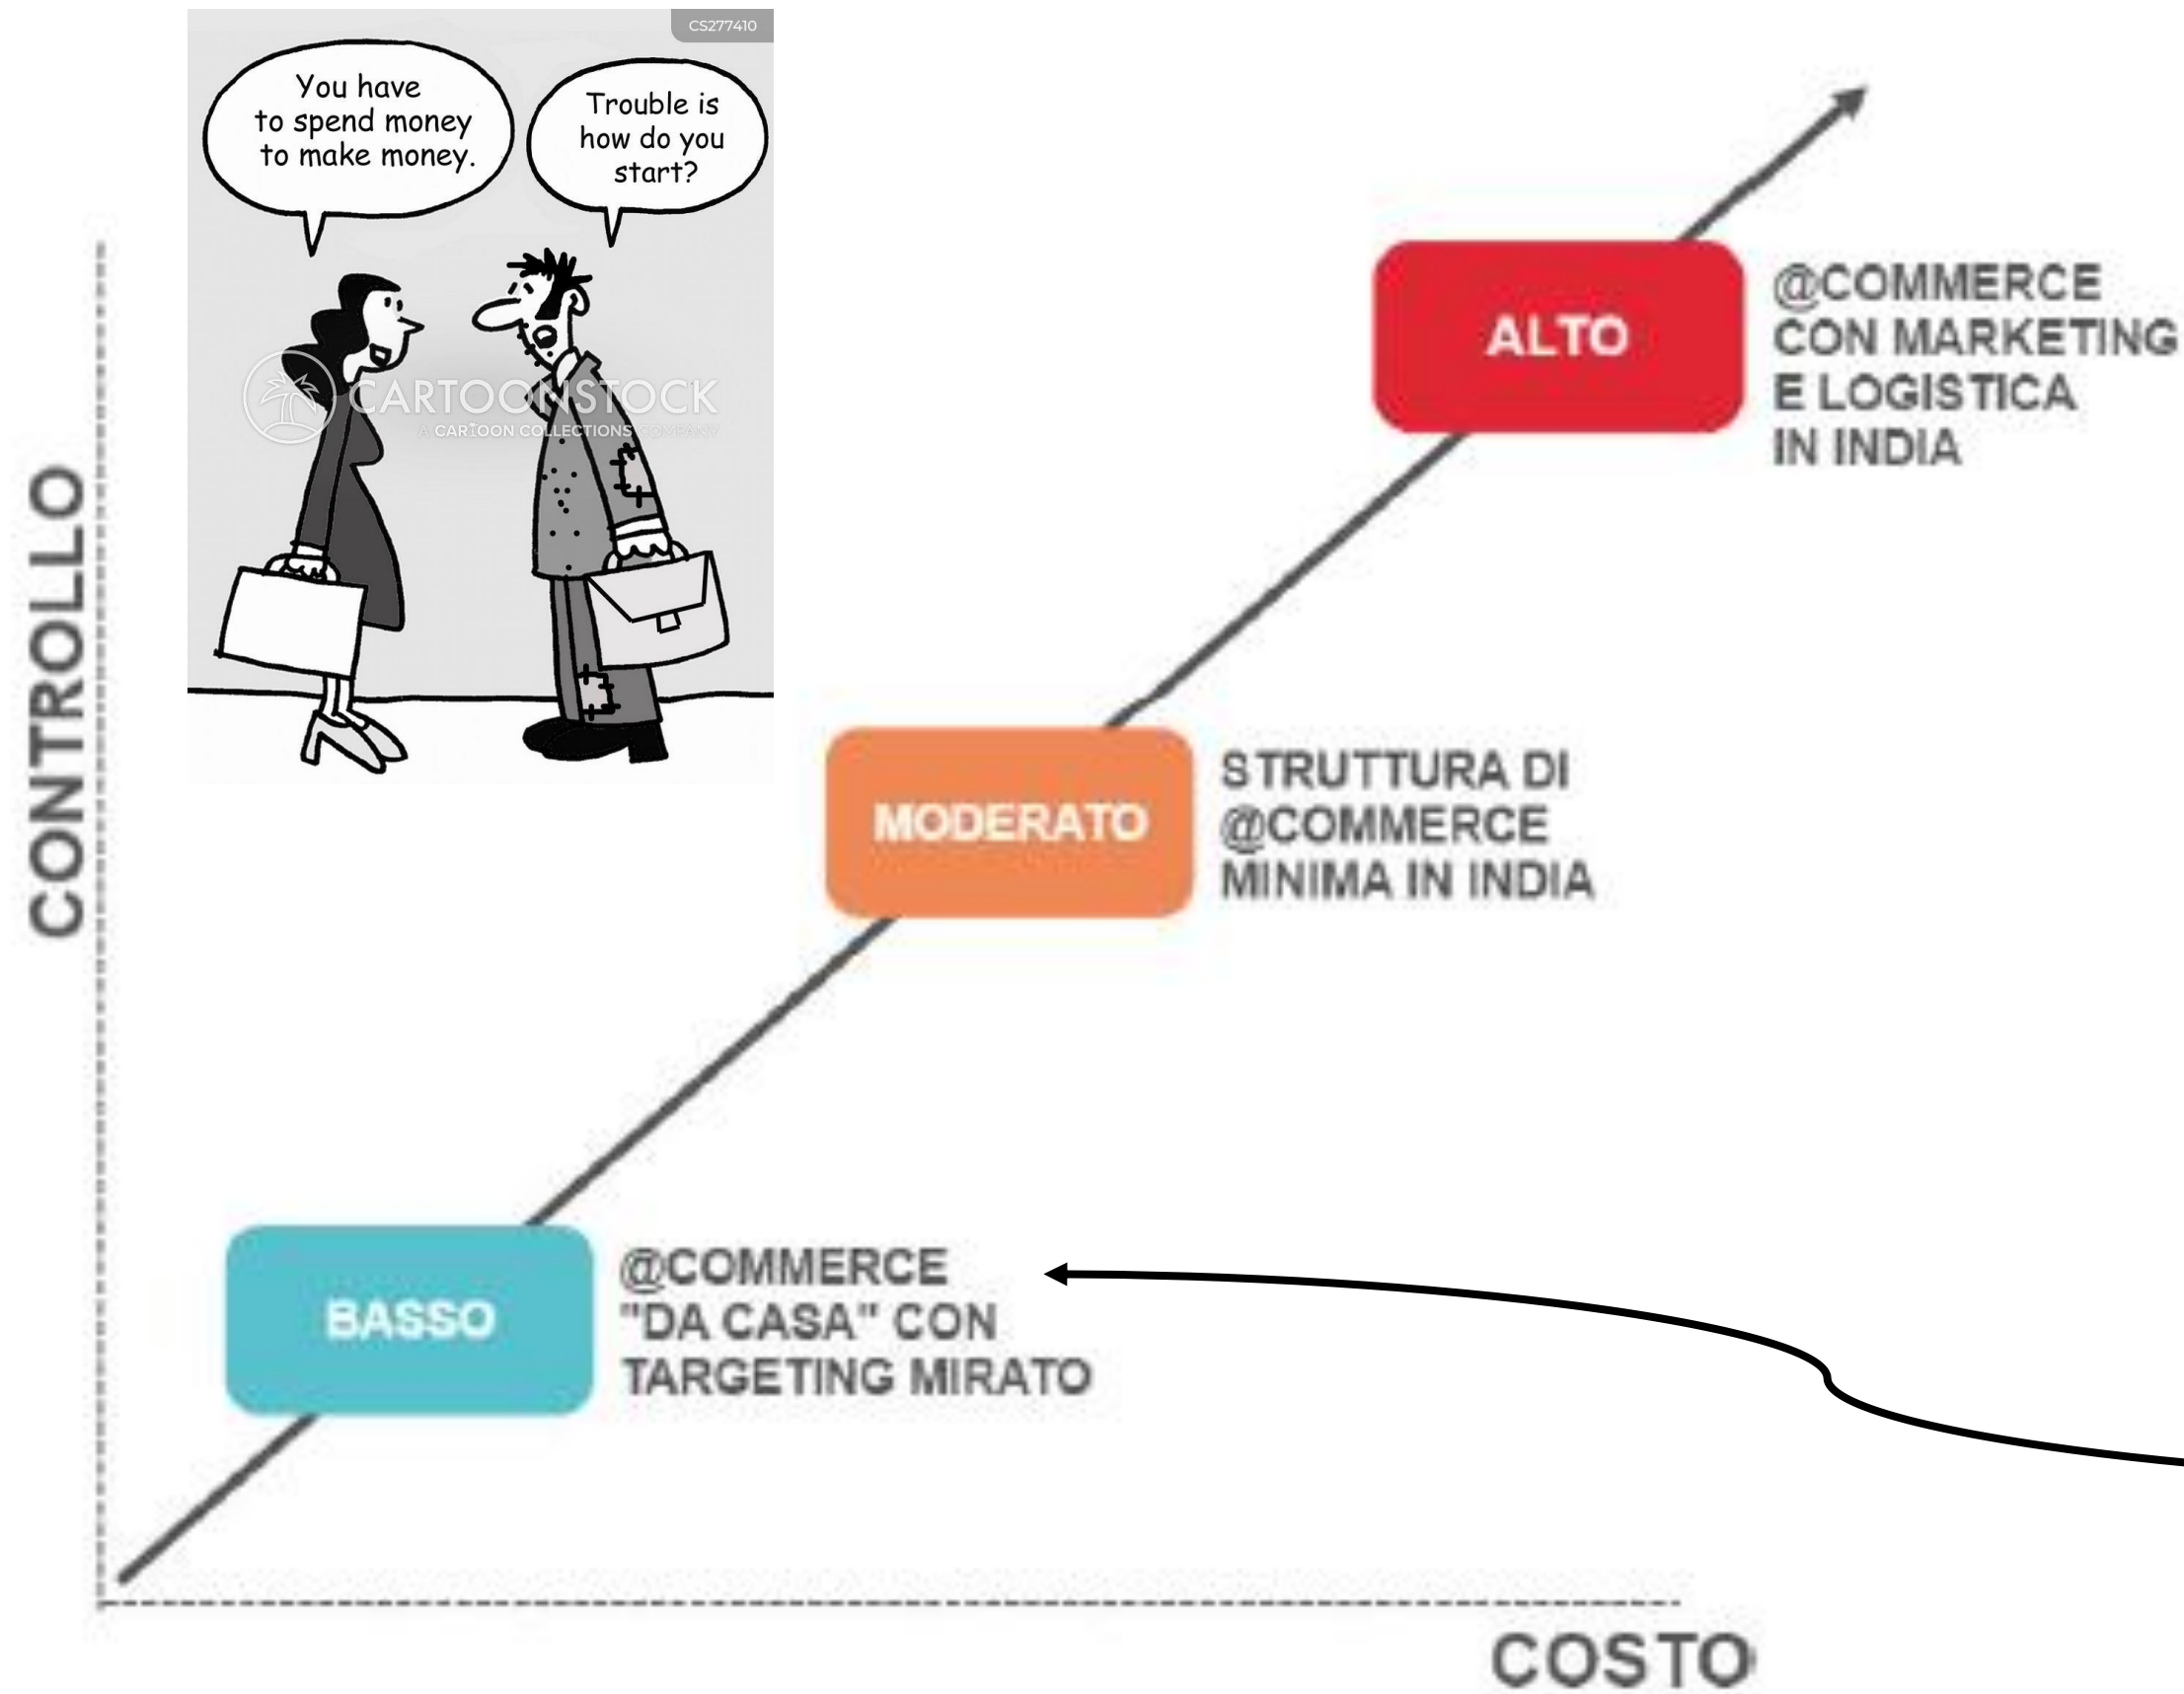 CS277410
You have
to spend money
to make money.
Trouble is
how do you
start?
CARTOONSTOCK
A CARTOON COLLECTIONS COMPANY
CONTROLLO
ALTO
@COMMERCE
CON MARKETING
E LOGISTICA
IN INDIA
MODERATO
STRUTTURA DI
@COMMERCE
MINIMA IN INDIA
BASSO
@COMMERCE
"DA CASA" CON
TARGETING MIRATO
COSTO